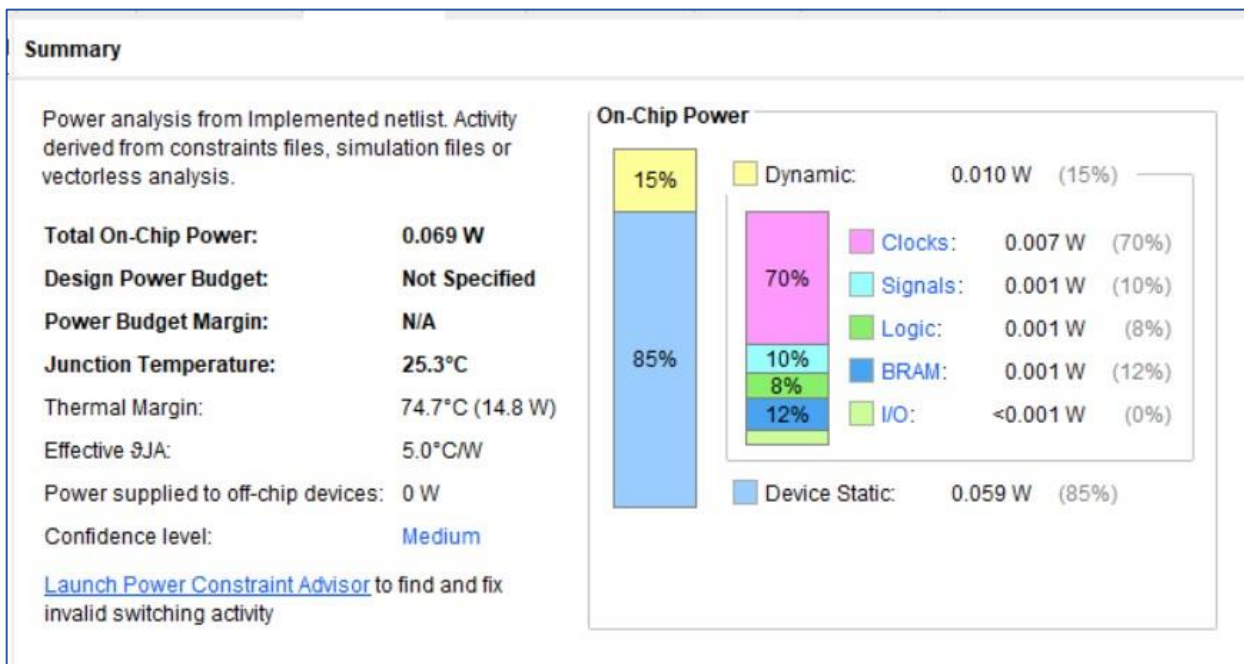 Summary
Power analysis from Implemented netlist. Activity
derived from constraints files, simulation files or
vectorless analysis.
Total On-Chip Power: 0.069 W
Design Power Budget: Not Specified
Power Budget Margin: N/A
Junction Temperature: 25.3°C
Thermal Margin: 74.7°C (14.8 W)
Effective ϑJA: 5.0°C/W
Power supplied to off-chip devices: 0 W
Confidence level: Medium
Launch Power Constraint Advisor to find and fix
invalid switching activity
On-Chip Power
15%
85%
Dynamic: 0.010 W (15%)
70%
10%
8%
12%
Clocks: 0.007 W (70%)
Signals: 0.001 W (10%)
Logic: 0.001 W (8%)
BRAM: 0.001 W (12%)
I/O: <0.001 W (0%)
Device Static: 0.059 W (85%)